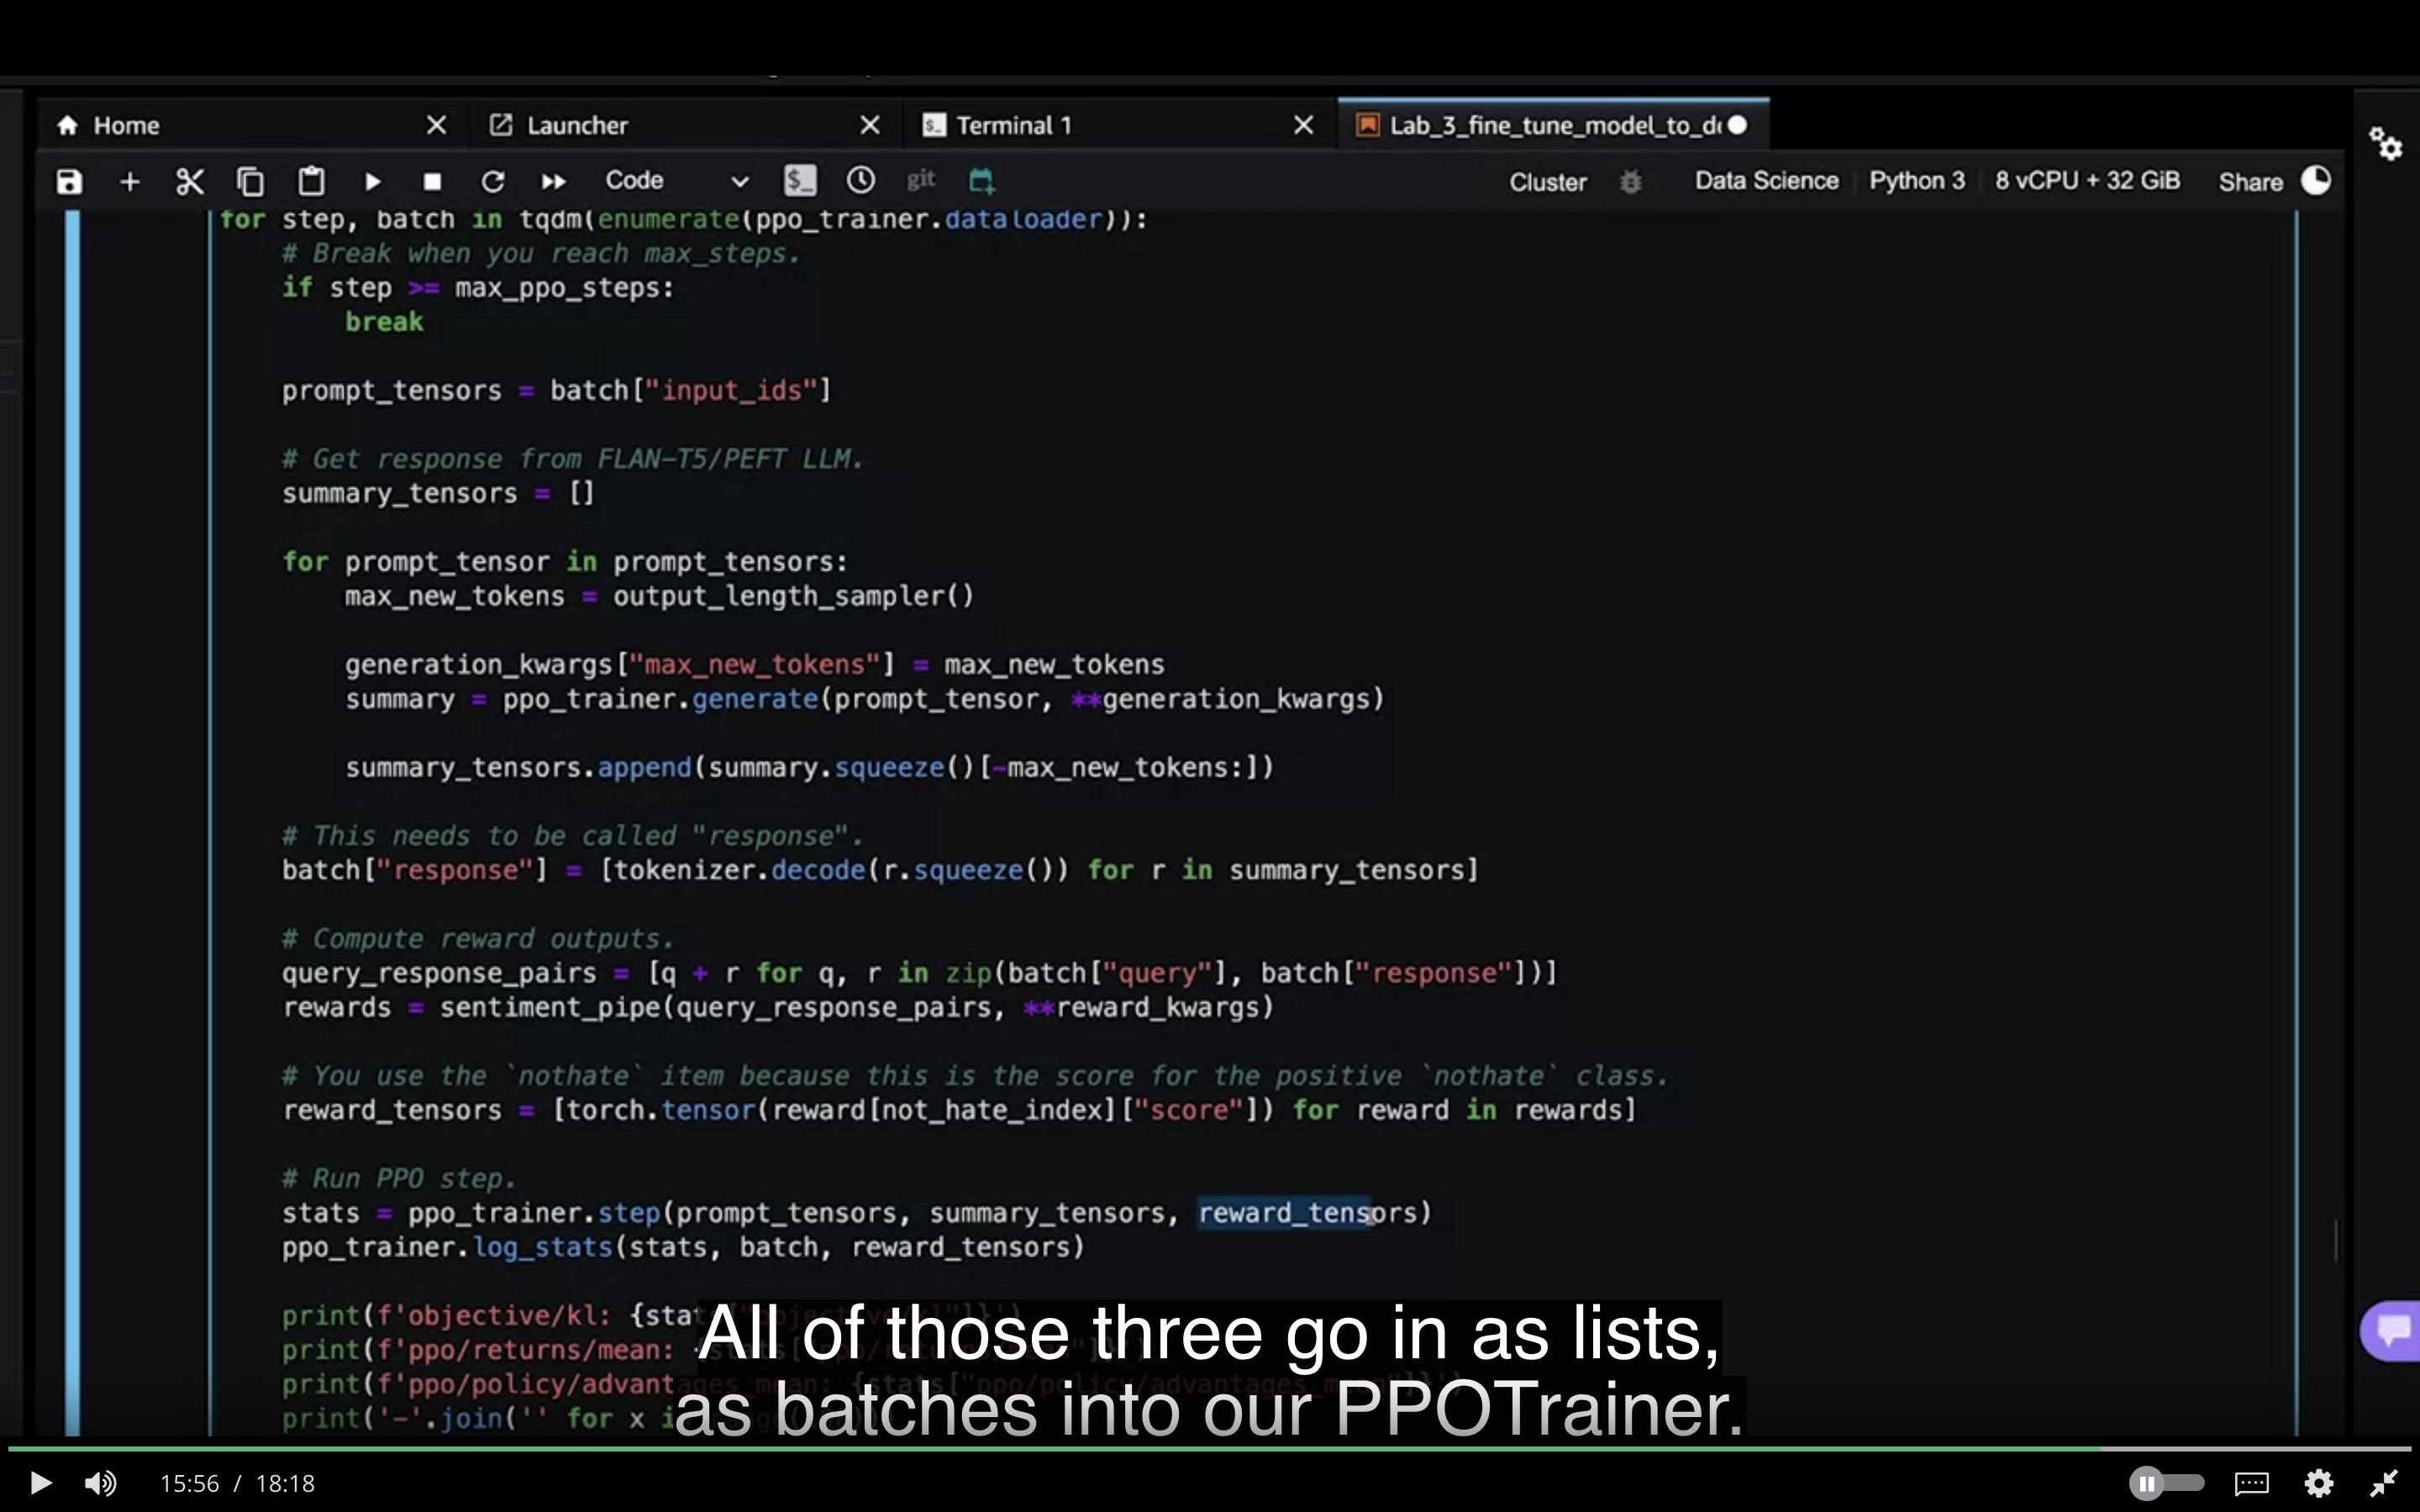 Home
Launcher
Terminal 1
Lab_3_fine_tune_model_to_d
Code
git
Cluster
Data Science
Python 3
8 vCPU + 32 GiB
Share
for step, batch in tqdm(enumerate(ppo_trainer.dataloader)):
# Break when you reach max_steps.
if step >= max_ppo_steps:
break
prompt_tensors = batch["input_ids"]
# Get response from FLAN-T5/PEFT LLM.
summary_tensors = []
for prompt_tensor in prompt_tensors:
max_new_tokens = output_length_sampler()
generation_kwargs["max_new_tokens"] = max_new_tokens
summary = ppo_trainer.generate(prompt_tensor, **generation_kwargs)
summary_tensors.append(summary.squeeze()[-max_new_tokens:])
# This needs to be called "response".
batch["response"] = [tokenizer.decode(r.squeeze()) for r in summary_tensors]
# Compute reward outputs.
query_response_pairs = [q + r for q, r in zip(batch["query"], batch["response"])]
rewards = sentiment_pipe(query_response_pairs, **reward_kwargs)
# You use the `nothate` item because this is the score for the positive `nothate` class.
reward_tensors = [torch.tensor(reward[not_hate_index]["score"]) for reward in rewards]
# Run PPO step.
stats = ppo_trainer.step(prompt_tensors, summary_tensors, reward_tensors)
ppo_trainer.log_stats(stats, batch, reward_tensors)
print(f'objective/kl: {stat
print(f'ppo/returns/mean:
print(f'ppo/policy/advantages_mean: {stats["ppo/policy/advantages_mean"]}')
print('-'.join('' for x i
All of those three go in as lists,
as batches into our PPOTrainer.
15:56 / 18:18